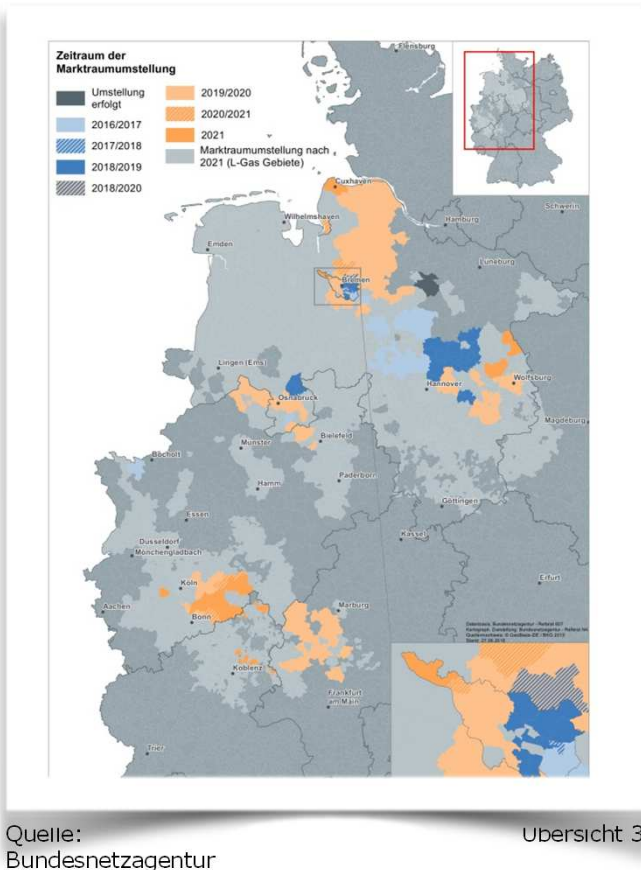 Zeitraum der
Marktraumumstellung
Umstellung
erfolgt
2016/2017
2017/2018
2018/2019
2018/2020
2019/2020
2020/2021
2021
Marktraumumstellung nach
2021 (L-Gas Gebiete)
Flensburg
Cuxhaven
Wilhelmshaven
Hamburg
Schwerin
Emden
Lüneburg
Bremen
Lingen (Ems)
Osnabrück
Hannover
Wolfsburg
Magdeburg
Bielefeld
Münster
Bocholt
Paderborn
Hamm
Göttingen
Essen
Kassel
Düsseldorf
Mönchengladbach
Köln
Erfurt
Aachen
Bonn
Marburg
Koblenz
Frankfurt
am Main
Trier
Quelle:
Bundesnetzagentur
Übersicht 3